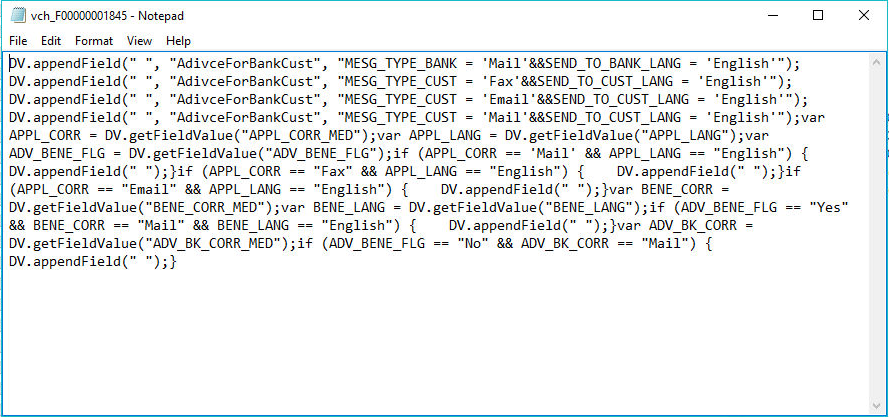 vch_F00000001845 - Notepad
File Edit Format View Help
DV.appendField(" ", "AdivceForBankCust", "MESG_TYPE_BANK = 'Mail'&&SEND_TO_BANK_LANG = 'English'");
DV.appendField(" ", "AdivceForBankCust", "MESG_TYPE_CUST = 'Fax'&&SEND_TO_CUST_LANG = 'English'");
DV.appendField(" ", "AdivceForBankCust", "MESG_TYPE_CUST = 'Email'&&SEND_TO_CUST_LANG = 'English'");
DV.appendField(" ", "AdivceForBankCust", "MESG_TYPE_CUST = 'Mail'&&SEND_TO_CUST_LANG = 'English'");var
APPL_CORR = DV.getFieldValue("APPL_CORR_MED");var APPL_LANG = DV.getFieldValue("APPL_LANG");var
ADV_BENE_FLG = DV.getFieldValue("ADV_BENE_FLG");if (APPL_CORR == 'Mail' && APPL_LANG == "English") {
DV.appendField(" ");}if (APPL_CORR == "Fax" && APPL_LANG == "English") {    DV.appendField(" ");}if
(APPL_CORR == "Email" && APPL_LANG == "English") {    DV.appendField(" ");}var BENE_CORR =
DV.getFieldValue("BENE_CORR_MED");var BENE_LANG = DV.getFieldValue("BENE_LANG");if (ADV_BENE_FLG == "Yes"
&& BENE_CORR == "Mail" && BENE_LANG == "English") {    DV.appendField(" ");}var ADV_BK_CORR =
DV.getFieldValue("ADV_BK_CORR_MED");if (ADV_BENE_FLG == "No" && ADV_BK_CORR == "Mail") {
DV.appendField(" ");}